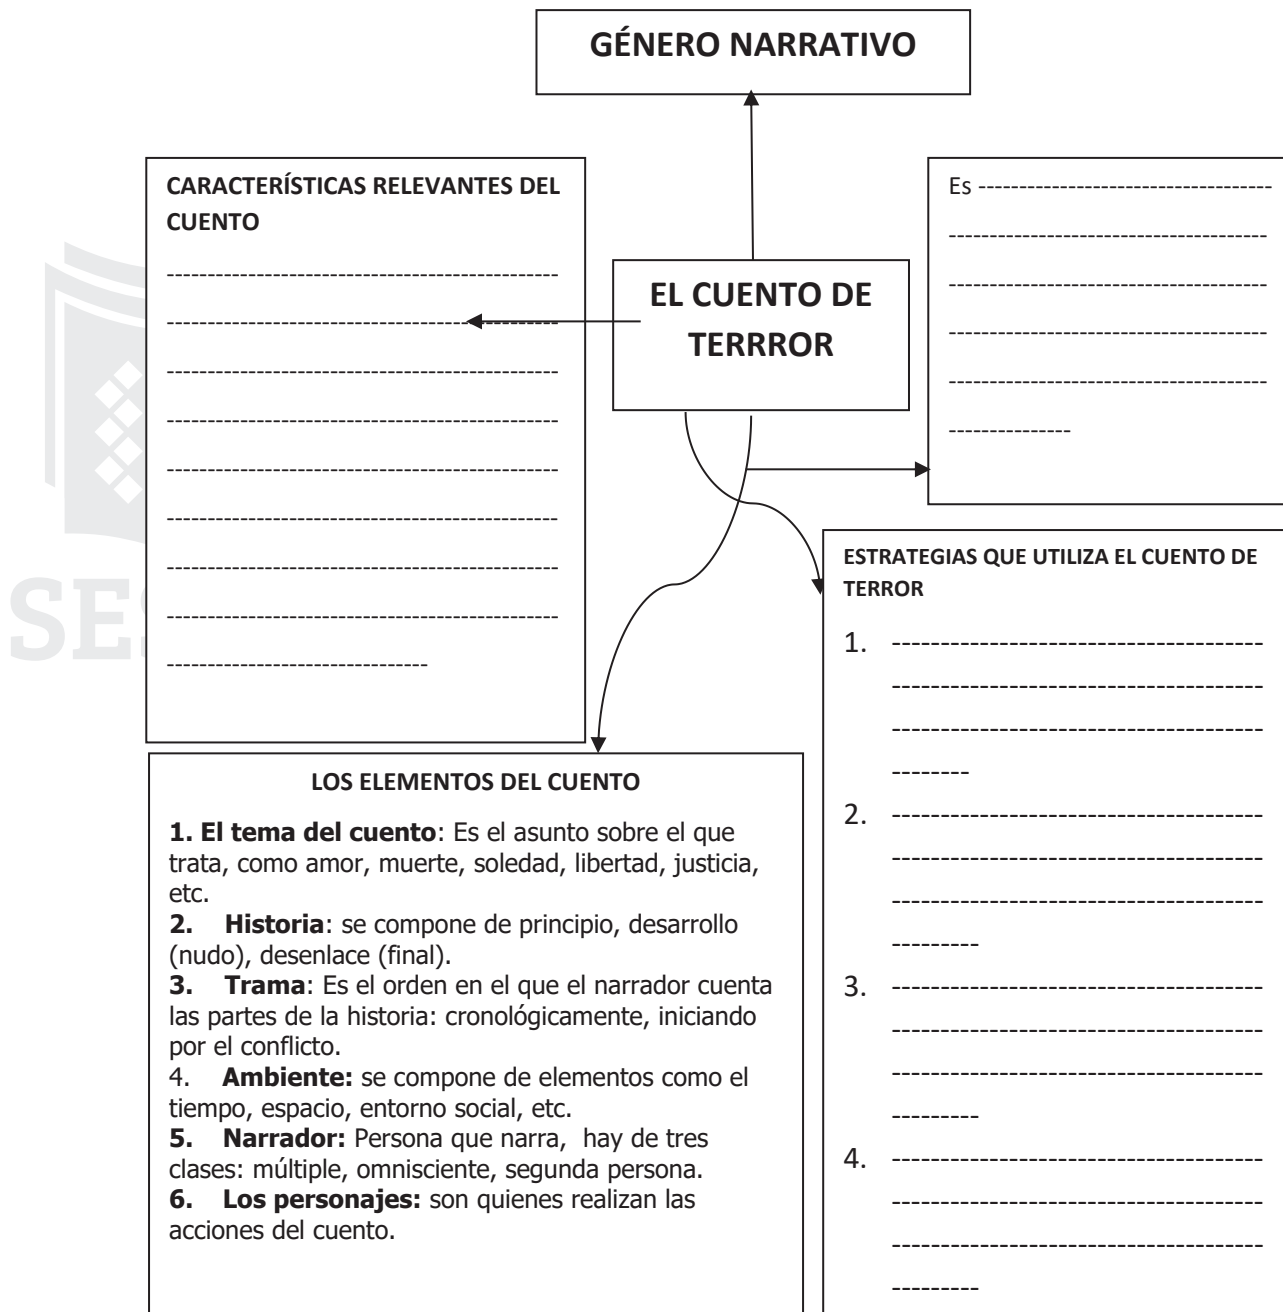 GÉNERO NARRATIVO
CARACTERÍSTICAS RELEVANTES DEL
CUENTO
---------------------------------------------
---------------------------------------------
---------------------------------------------
---------------------------------------------
---------------------------------------------
---------------------------------------------
---------------------------------------------
---------------------------------------------
------------------------------
EL CUENTO DE
TERRROR
Es ------------------------------------
---------------------------------------
---------------------------------------
---------------------------------------
---------------------------------------
---------------
LOS ELEMENTOS DEL CUENTO
1. El tema del cuento: Es el asunto sobre el que
trata, como amor, muerte, soledad, libertad, justicia,
etc.
2. Historia: se compone de principio, desarrollo
(nudo), desenlace (final).
3. Trama: Es el orden en el que el narrador cuenta
las partes de la historia: cronológicamente, iniciando
por el conflicto.
4. Ambiente: se compone de elementos como el
tiempo, espacio, entorno social, etc.
5. Narrador: Persona que narra, hay de tres
clases: múltiple, omnisciente, segunda persona.
6. Los personajes: son quienes realizan las
acciones del cuento.
ESTRATEGIAS QUE UTILIZA EL CUENTO DE
TERROR
1. ---------------------------------------
---------------------------------------
---------------------------------------
--------
2. ---------------------------------------
---------------------------------------
---------------------------------------
---------
3. ---------------------------------------
---------------------------------------
---------------------------------------
---------
4. ---------------------------------------
---------------------------------------
---------------------------------------
---------